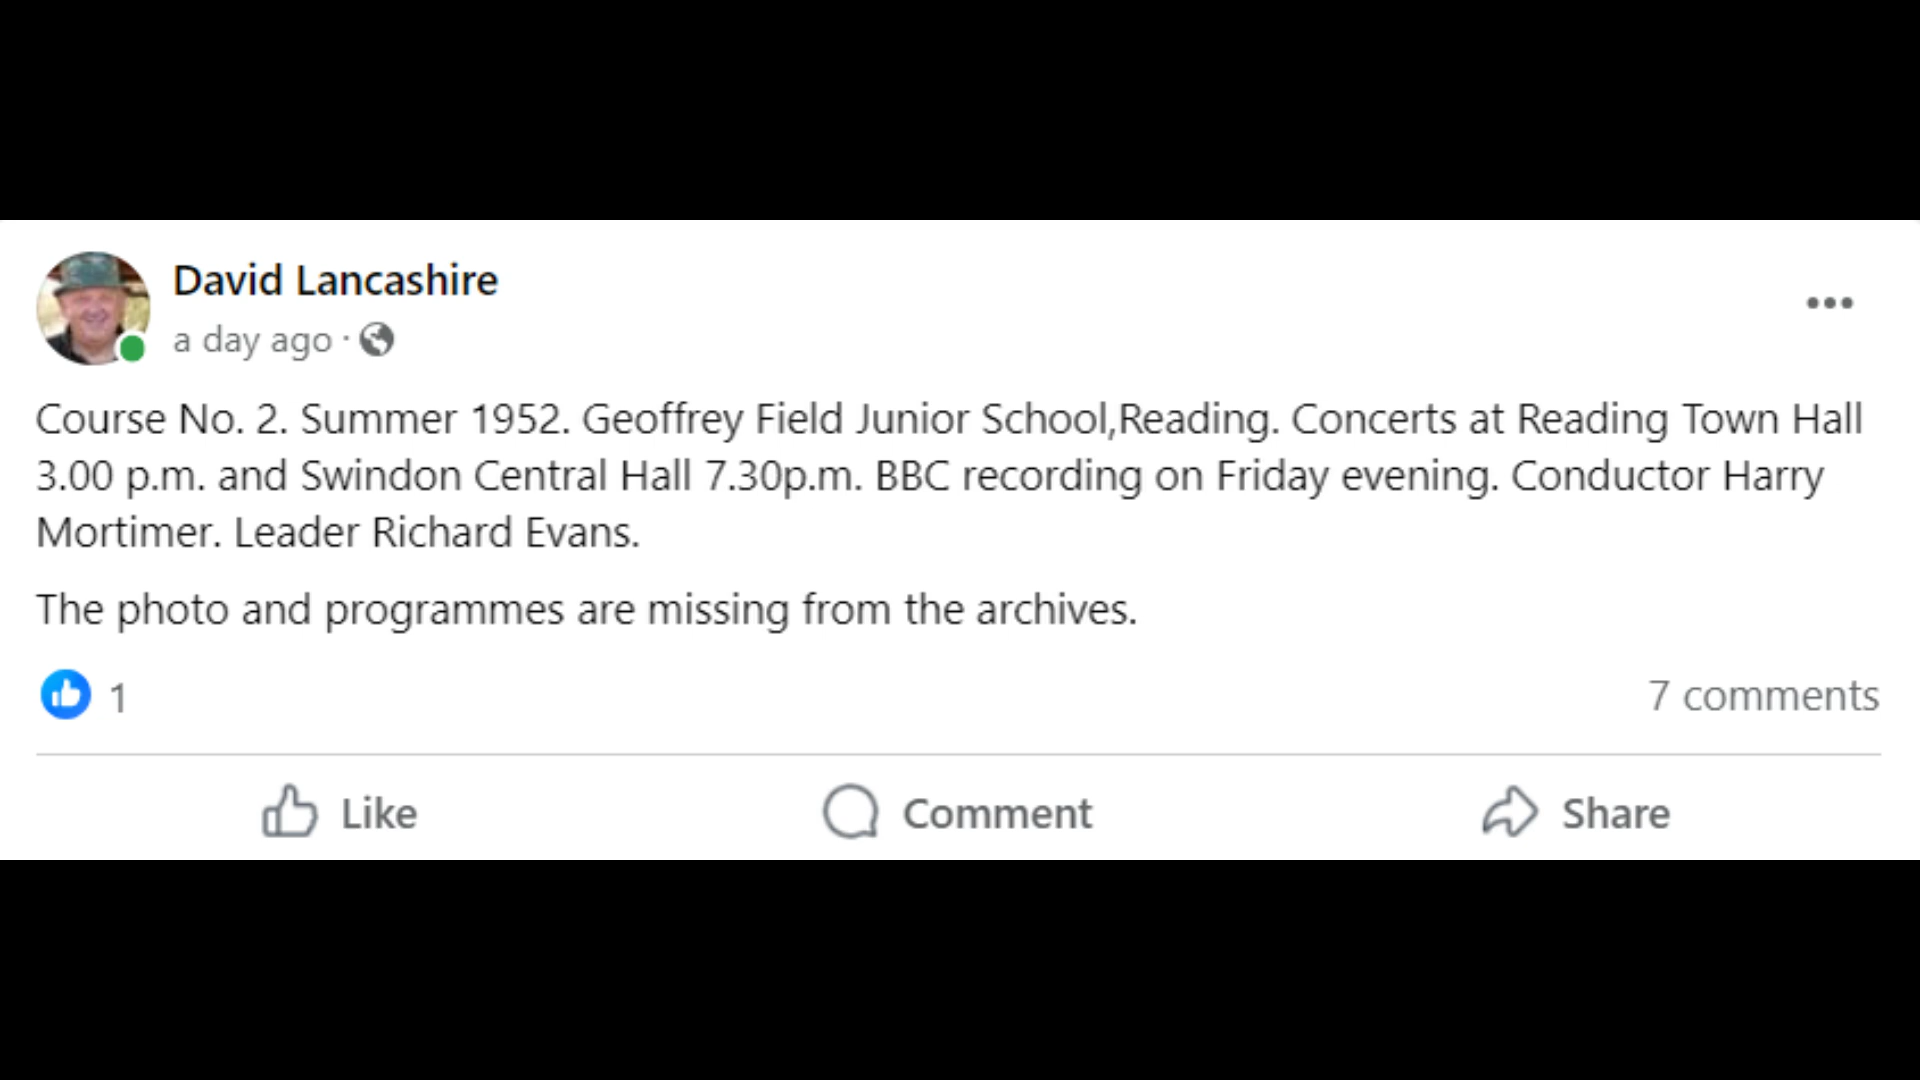 David Lancashire
a day ago ·
Course No. 2. Summer 1952. Geoffrey Field Junior School,Reading. Concerts at Reading Town Hall
3.00 p.m. and Swindon Central Hall 7.30p.m. BBC recording on Friday evening. Conductor Harry
Mortimer. Leader Richard Evans.
The photo and programmes are missing from the archives.
1 7 comments
Like Comment Share